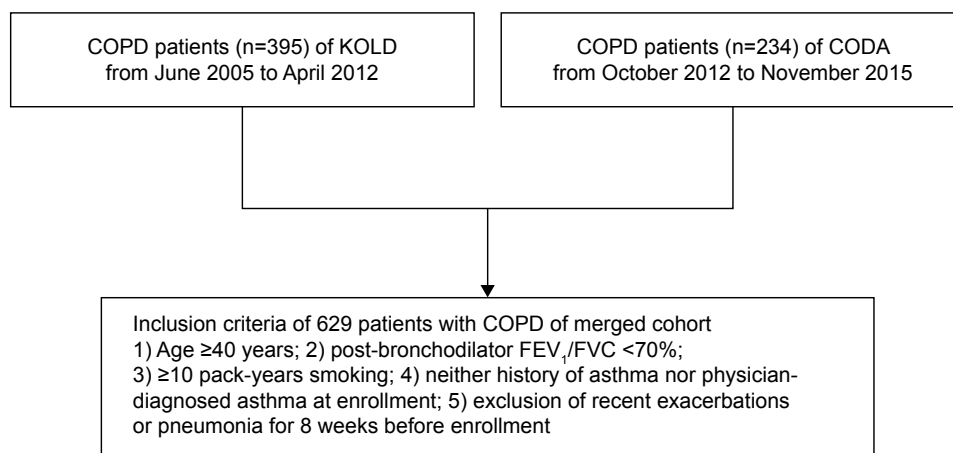 COPD patients (n=395) of KOLD
from June 2005 to April 2012
COPD patients (n=234) of CODA
from October 2012 to November 2015
Inclusion criteria of 629 patients with COPD of merged cohort
1) Age ≥40 years; 2) post-bronchodilator FEV₁/FVC <70%;
3) ≥10 pack-years smoking; 4) neither history of asthma nor physician-
diagnosed asthma at enrollment; 5) exclusion of recent exacerbations
or pneumonia for 8 weeks before enrollment